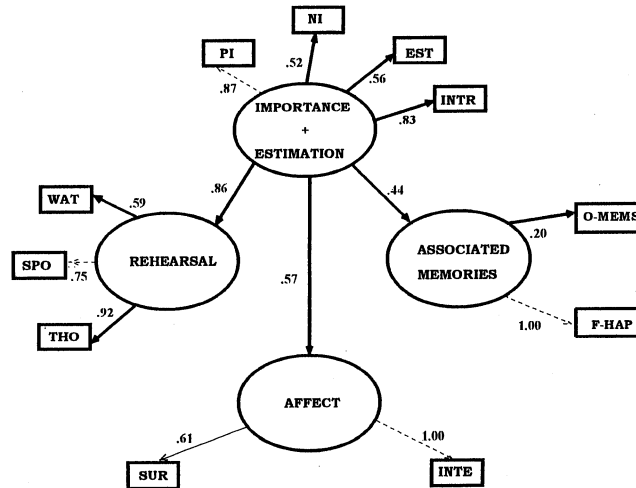 NI
PI
EST
.52
.56
.87
INTR
IMPORTANCE
+
ESTIMATION
.83
.86
.44
.59
WAT
O-MEMS
.20
SPO
.75
REHEARSAL
ASSOCIATED
MEMORIES
.57
.92
THO
1.00
F-HAP
AFFECT
.61
1.00
SUR
INTE